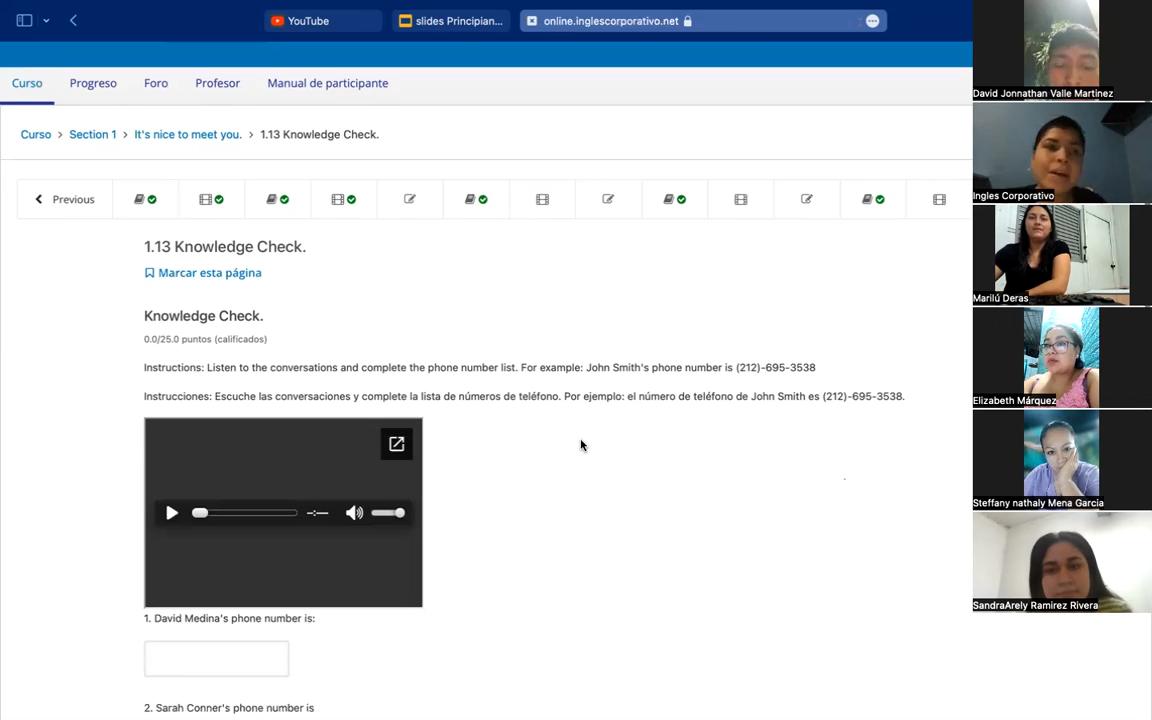 YouTube
slides Principian...
online.inglescorporativo.net
Curso
Progreso
Foro
Profesor
Manual de participante
Curso > Section 1 > It's nice to meet you. > 1.13 Knowledge Check.
Previous
1.13 Knowledge Check.
Marcar esta página
Knowledge Check.
0.0/25.0 puntos (calificados)
Instructions: Listen to the conversations and complete the phone number list. For example: John Smith's phone number is (212)-695-3538
Instrucciones: Escuche las conversaciones y complete la lista de números de teléfono. Por ejemplo: el número de teléfono de John Smith es (212)-695-3538.
-:--
1. David Medina's phone number is:
2. Sarah Conner's phone number is
David Jonnathan Valle Martinez
Ingles Corporativo
Marilú Deras
Elizabeth Márquez
Steffany nathaly Mena Garcia
SandraArely Ramirez Rivera